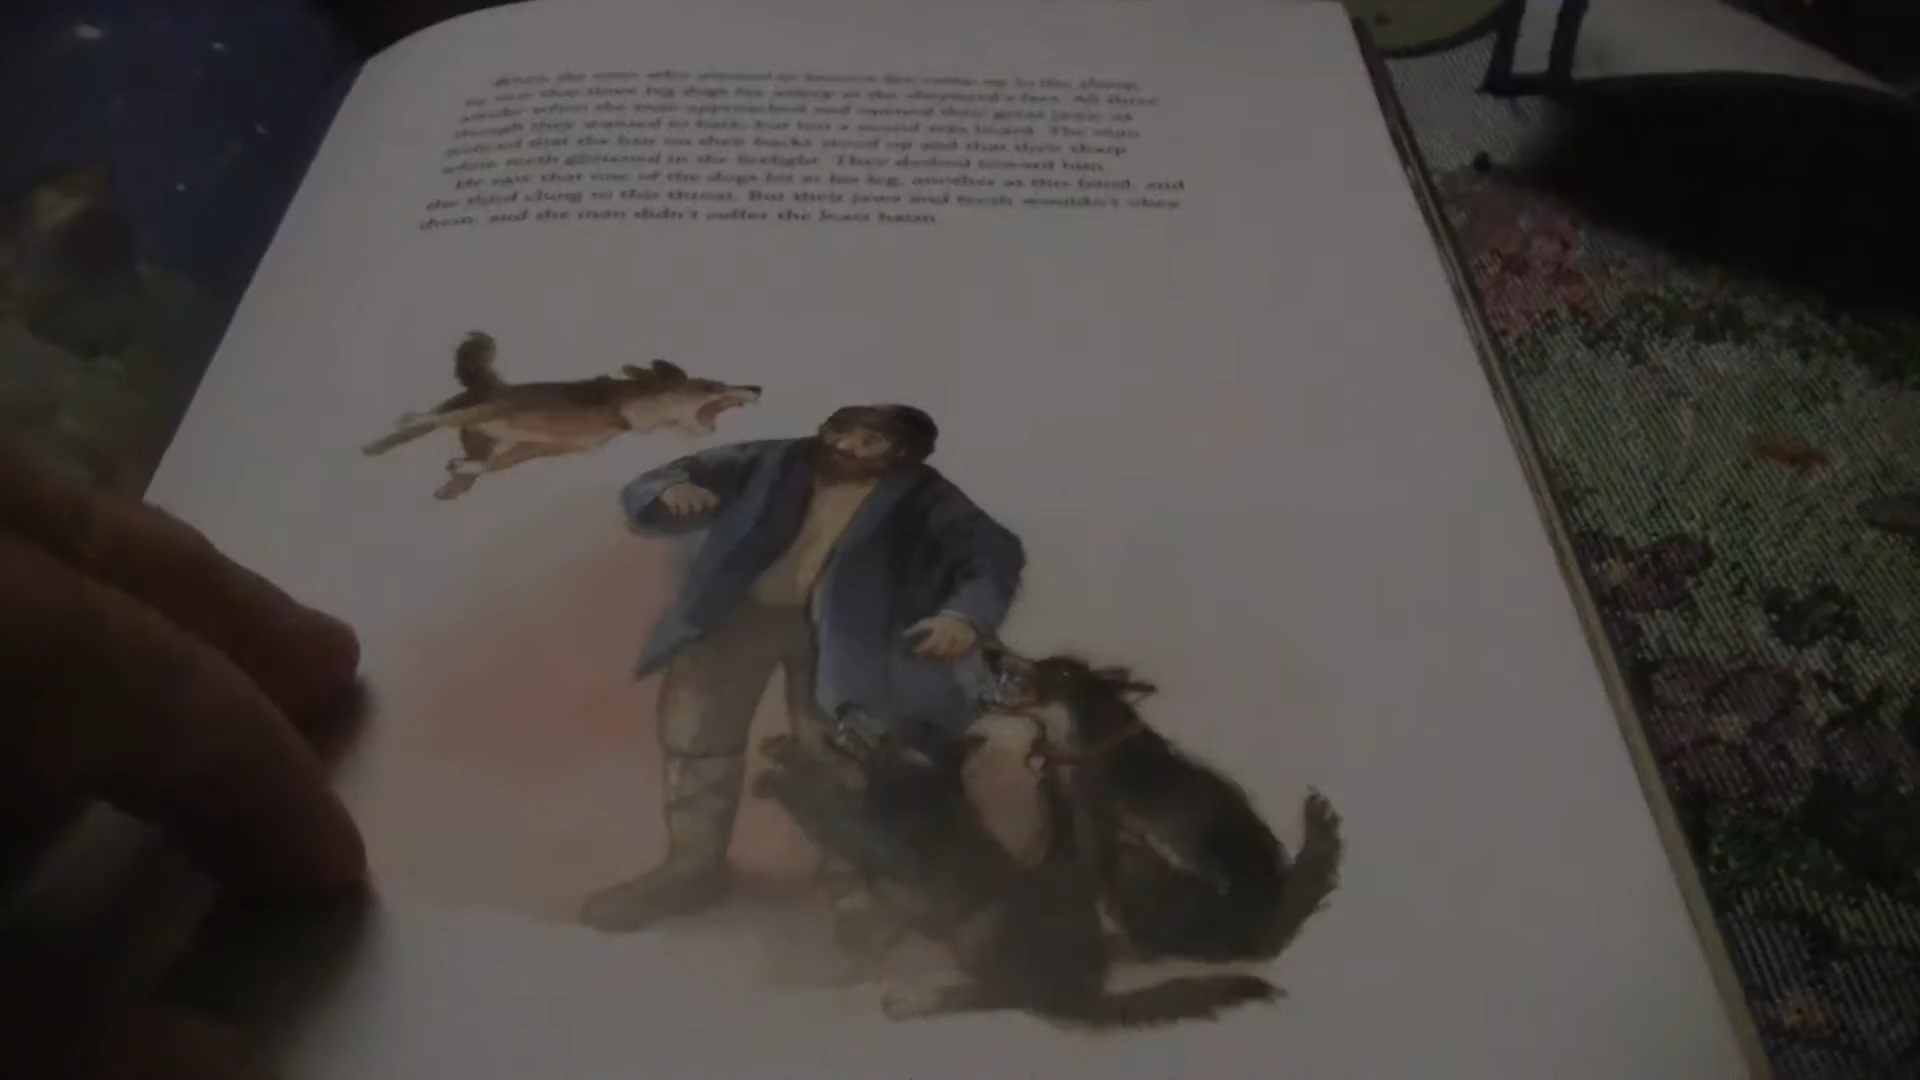 When the man who wanted to borrow fire came up to the sheep,
he saw that three big dogs lay asleep at the shepherd's feet. All three
awoke when the man approached and opened their great jaws, as
though they wanted to bark, but not a sound was heard. The man
noticed that the hair on their backs stood up and that their sharp
white teeth glistened in the firelight. They dashed toward him.
He saw that one of the dogs bit at his leg, another at this hand, and
the third clung to this throat. But their jaws and teeth wouldn't obey
them, and the man didn't suffer the least harm.